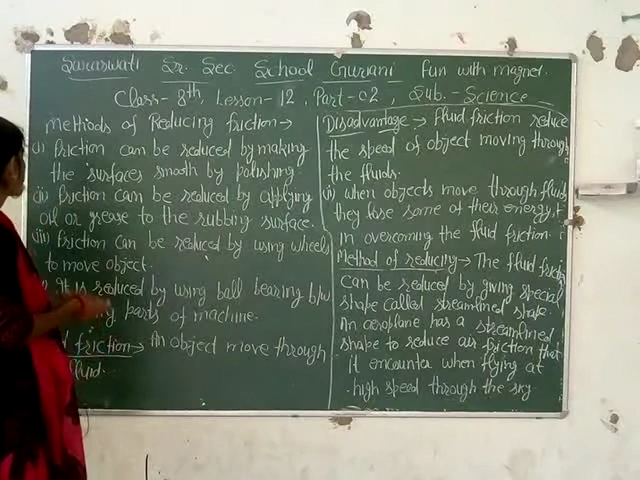 Saraswati Sr. Sec. School Gurvani Fun with magnet.
Class - 8th, Lesson - 12, Part - 02, Sub. - Science
Methods of Reducing friction →
(i) friction can be reduced by making
the surfaces smooth by polishing
(ii) friction can be reduced by applying
oil or grease to the rubbing surface.
(iii) friction can be reduced by using wheels
to move object.
It is reduced by using ball bearing b/w
parts of machine.
friction → An object move through
fluid.
Disadvantage → fluid friction reduce
the speed of object moving through
the fluids.
(ii) when objects move through fluids
they lose some of their energy
in overcoming the fluid friction
Method of reducing → The fluid friction
can be reduced by giving special
shape called streamlined shape.
An aeroplane has a streamlined
shape to reduce air friction that
it encounter when flying at
high speed through the sky